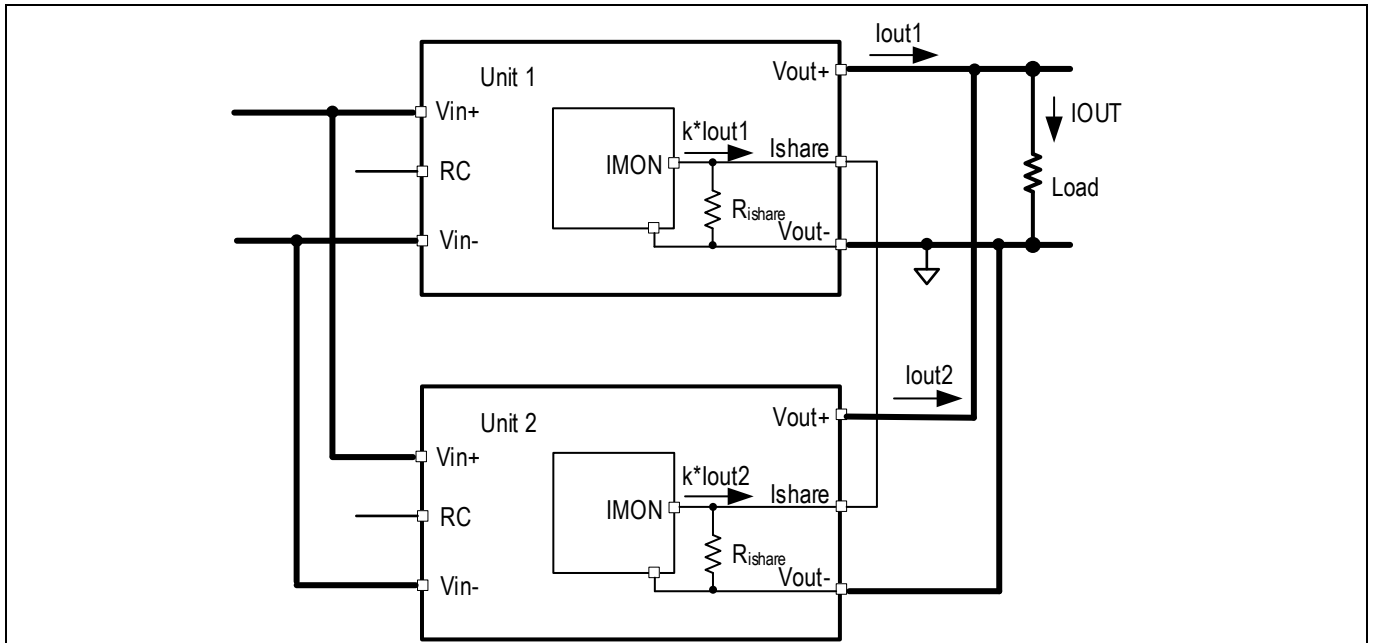 Iout1
Unit 1
Vout+
Vin+
IOUT
k*Iout1
Ishare
IMON
RC
Load
Rishare
Vout-
Vin-
Iout2
Unit 2
Vout+
Vin+
k*Iout2
Ishare
IMON
RC
Rishare
Vout-
Vin-